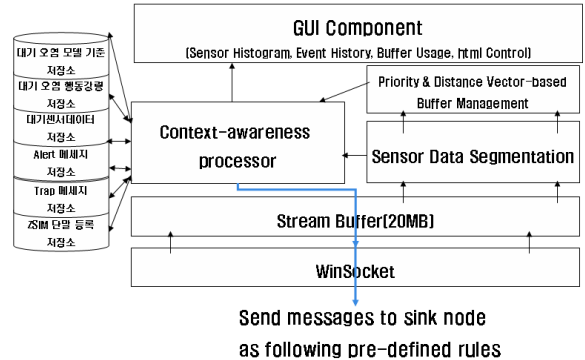 GUI Component
(Sensor Histogram, Event History, Buffer Usage, html Control)
대기 오염 모델 기준
저장소
대기 오염 행동강령
저장소
대기센서데이터
저장소
Alert 메세지
저장소
Trap 메세지
저장소
ZSIM 단말 등록
저장소
Context-awareness
processor
Priority & Distance Vector-based
Buffer Management
Sensor Data Segmentation
Stream Buffer(20MB)
WinSocket
Send messages to sink node
as following pre-defined rules